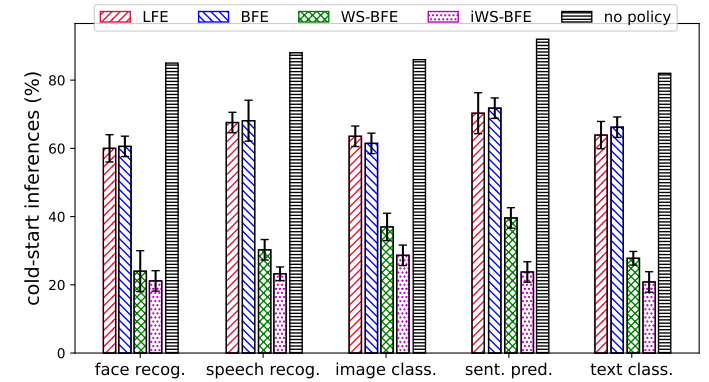 LFE BFE WS-BFE iWS-BFE no policy
cold-start inferences (%)
80
60
40
20
0
face recog. speech recog. image class. sent. pred. text class.